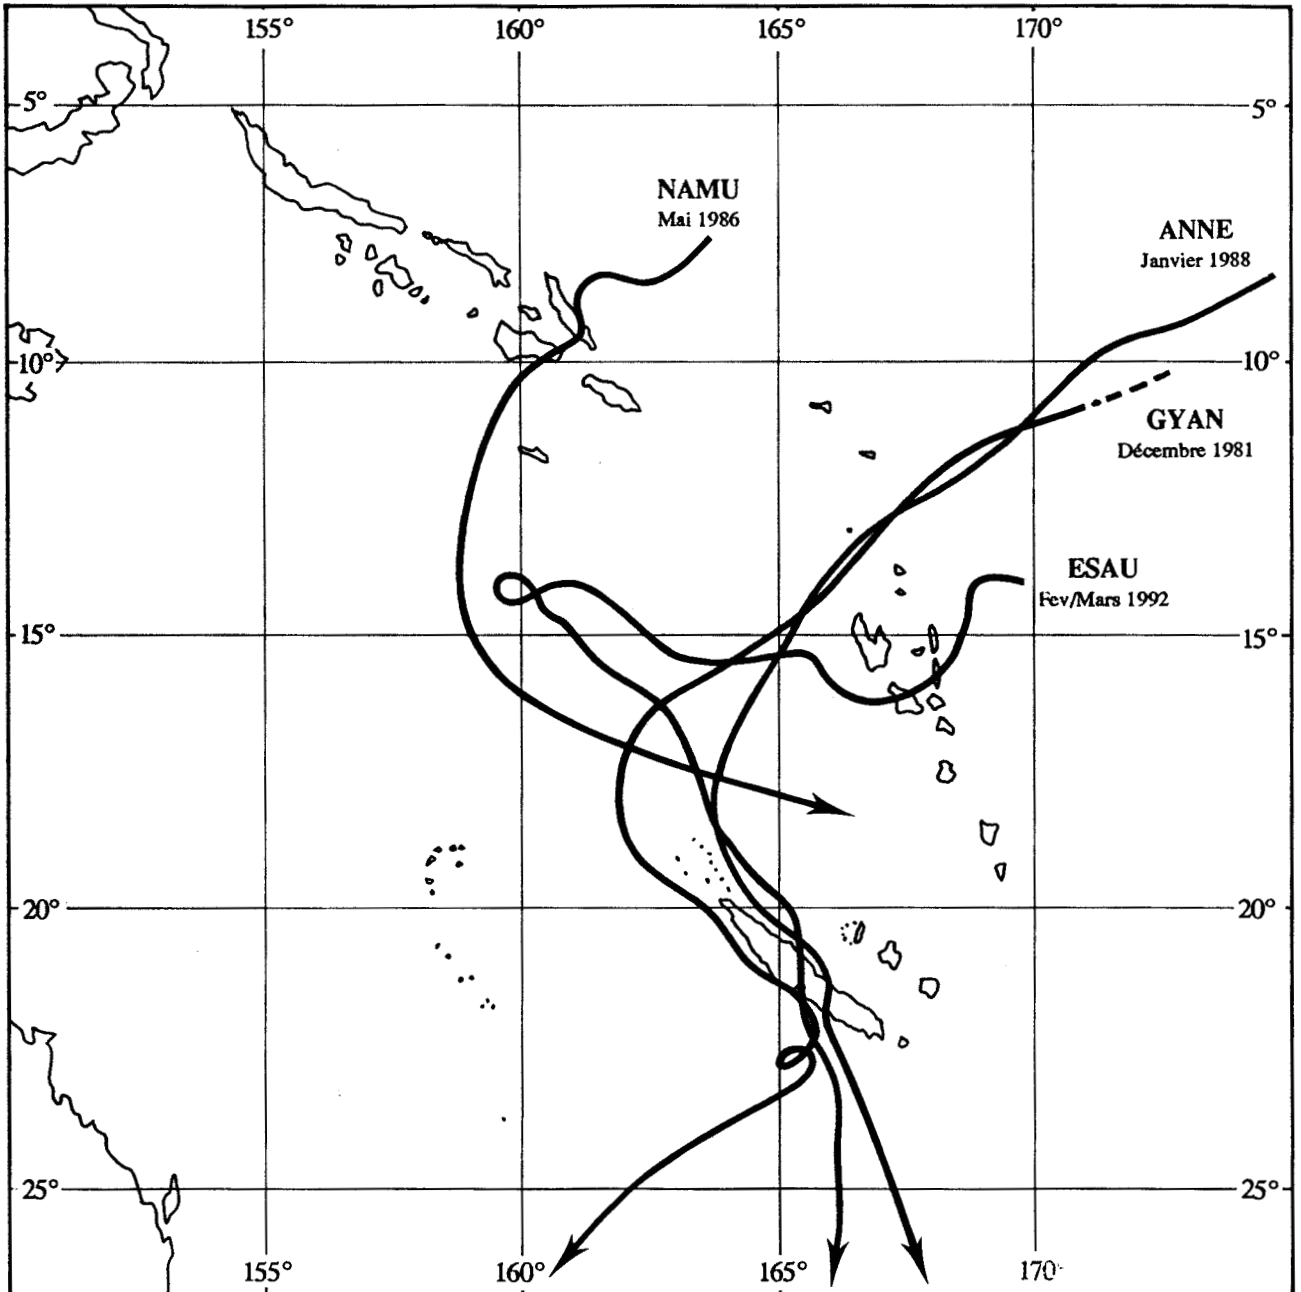 155° 160° 165° 170°
5° 5°
NAMU
Mai 1986
ANNE
Janvier 1988
10° 10°
GYAN
Décembre 1981
ESAU
Fev/Mars 1992
15° 15°
20° 20°
25° 25°
155° 160° 165° 170°